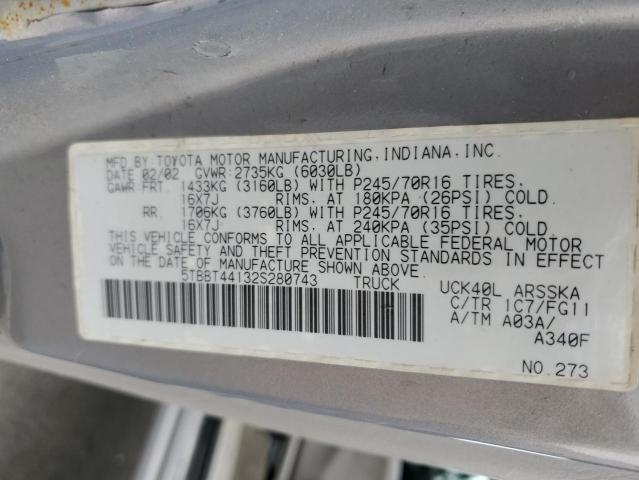 MFD BY: TOYOTA MOTOR MANUFACTURING, INDIANA, INC.
DATE 02/02 GVWR: 2735KG (6030LB)
GAWR: FRT. 1433KG (3160LB) WITH P245/70R16 TIRES,
16X7J RIMS, AT 180KPA (26PSI) COLD.
RR. 1706KG (3760LB) WITH P245/70R16 TIRES,
16X7J RIMS, AT 240KPA (35PSI) COLD.
THIS VEHICLE CONFORMS TO ALL APPLICABLE FEDERAL MOTOR
VEHICLE SAFETY AND THEFT PREVENTION STANDARDS IN EFFECT
ON THE DATE OF MANUFACTURE SHOWN ABOVE.
5TBBT44132S280743 TRUCK
UCK40L ARSSKA
C/TR 1C7/FG11
A/TM A03A/
A340F
NO. 273